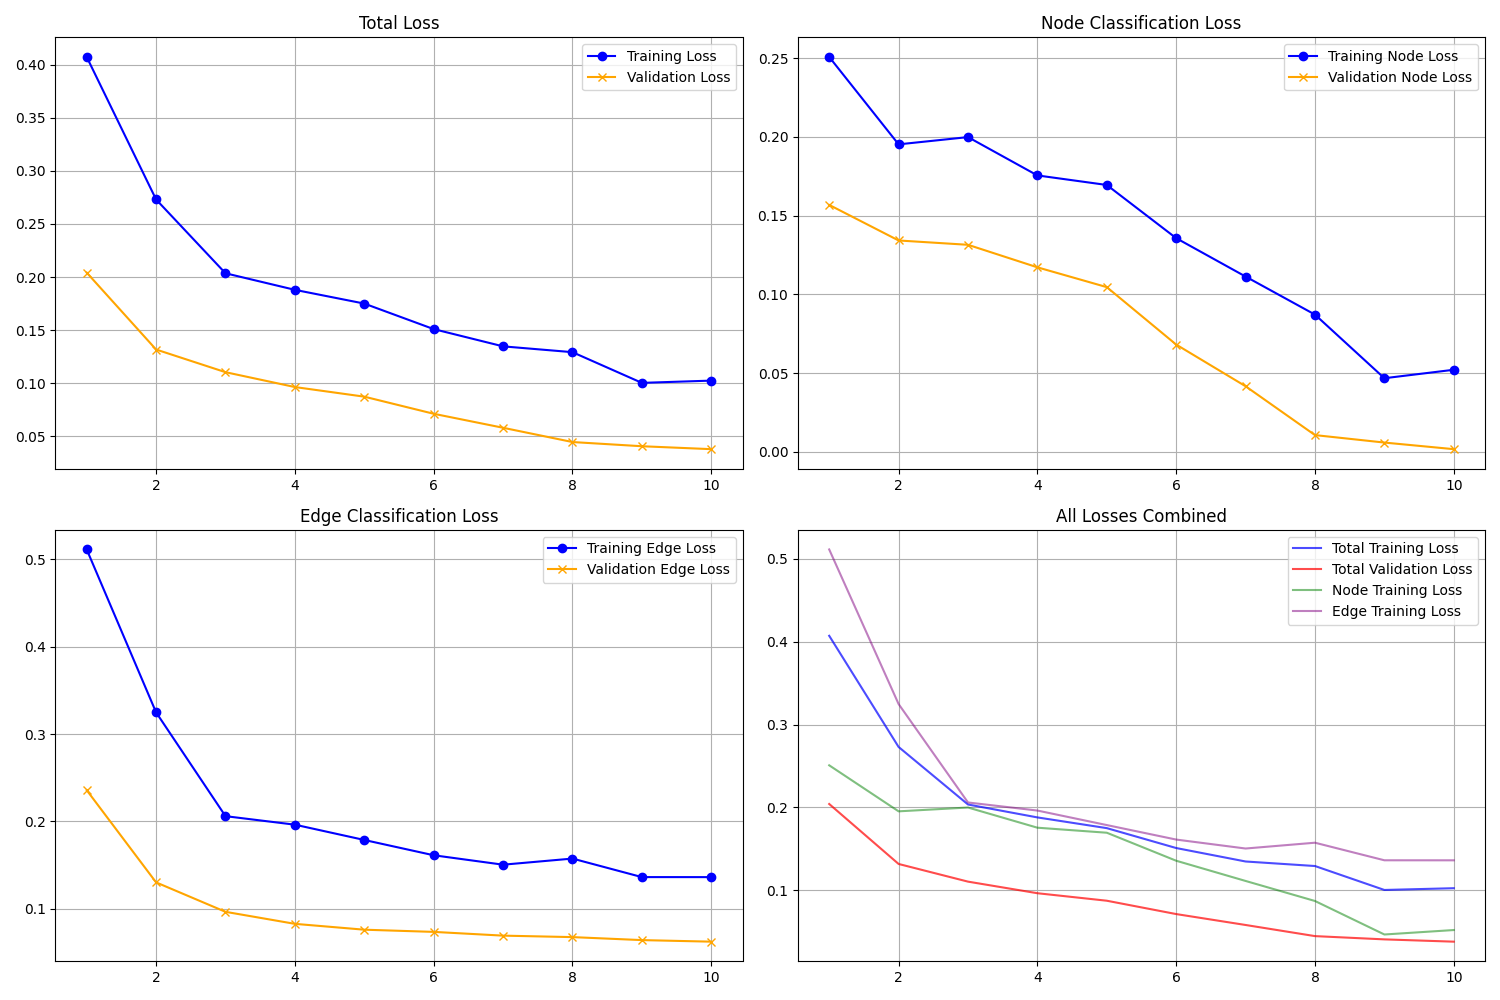 Total Loss
0.40
0.35
0.30
0.25
0.20
0.15
0.10
0.05
2 4 6 8 10
Training Loss
Validation Loss
Node Classification Loss
0.25
0.20
0.15
0.10
0.05
0.00
2 4 6 8 10
Training Node Loss
Validation Node Loss
Edge Classification Loss
0.5
0.4
0.3
0.2
0.1
2 4 6 8 10
Training Edge Loss
Validation Edge Loss
All Losses Combined
0.5
0.4
0.3
0.2
0.1
2 4 6 8 10
Total Training Loss
Total Validation Loss
Node Training Loss
Edge Training Loss